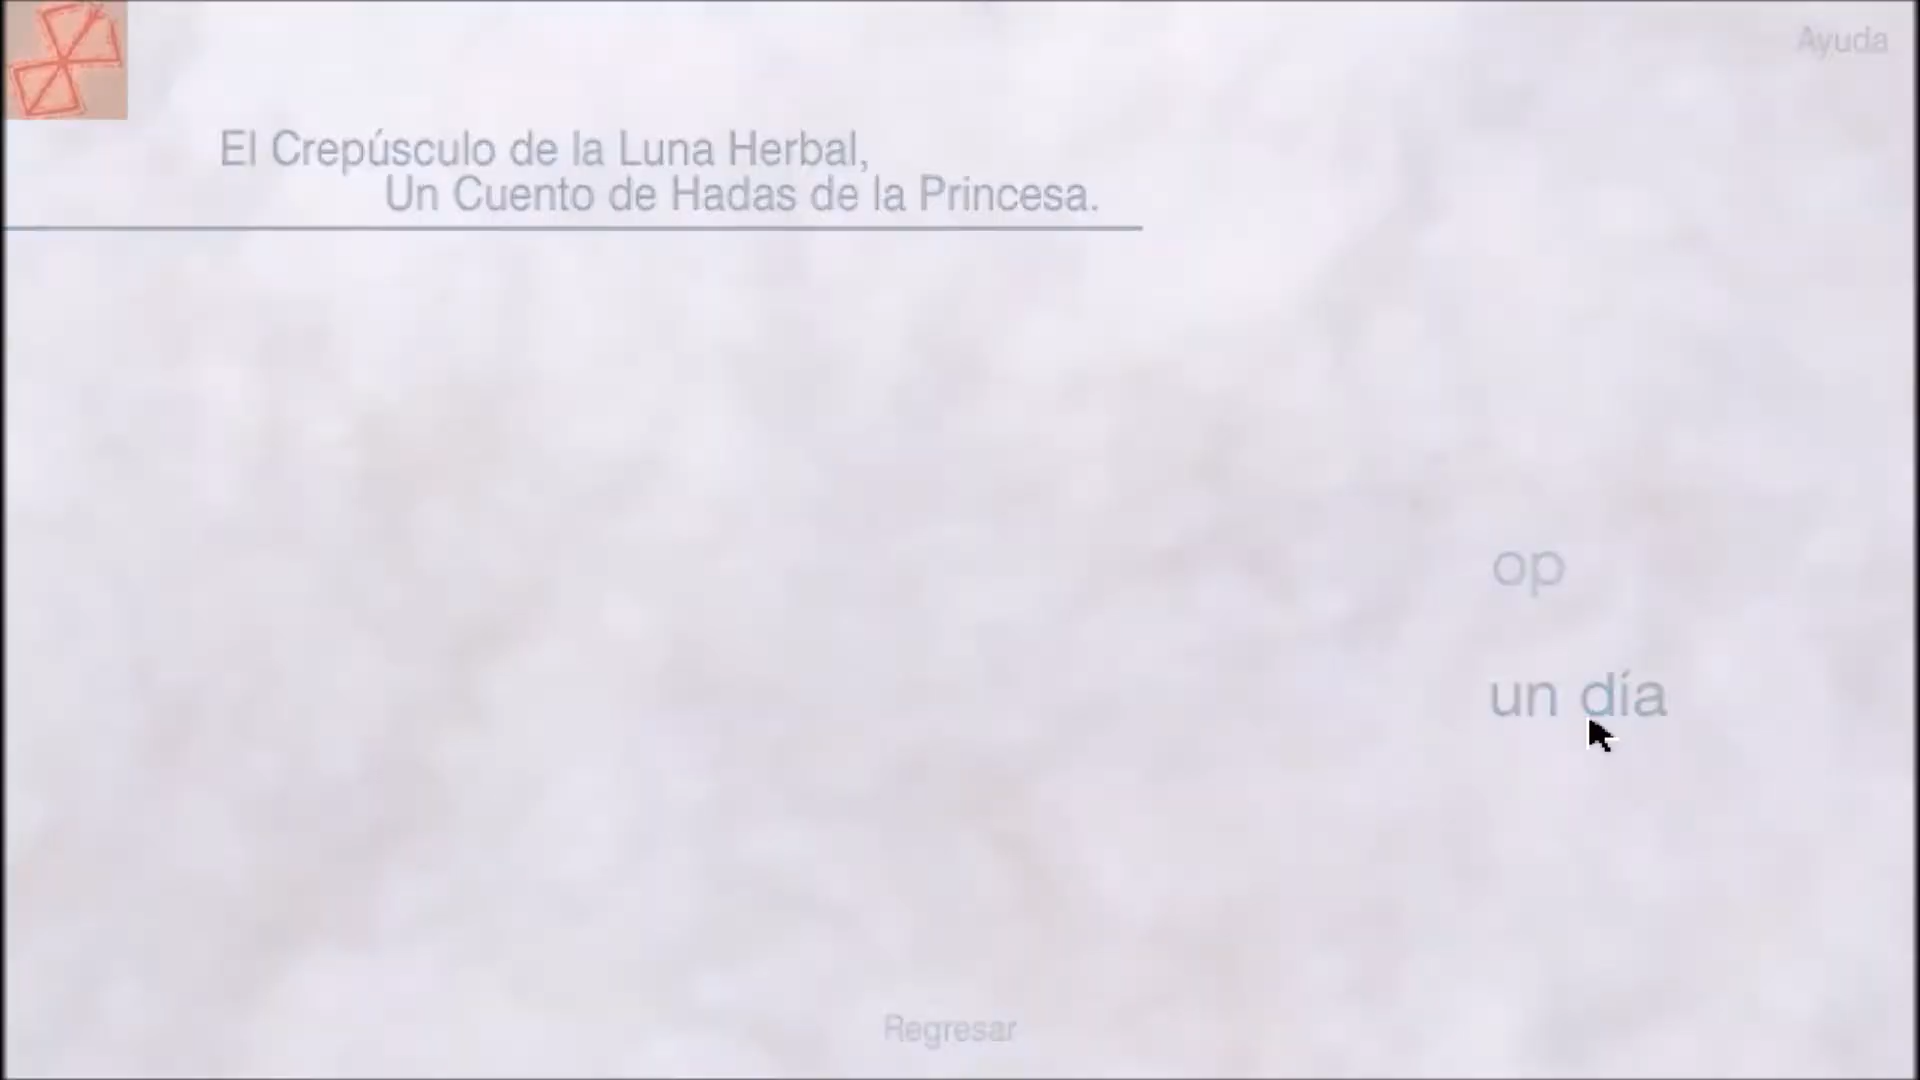 Ayuda
El Crepúsculo de la Luna Herbal,
Un Cuento de Hadas de la Princesa.
op
un día
Regresar